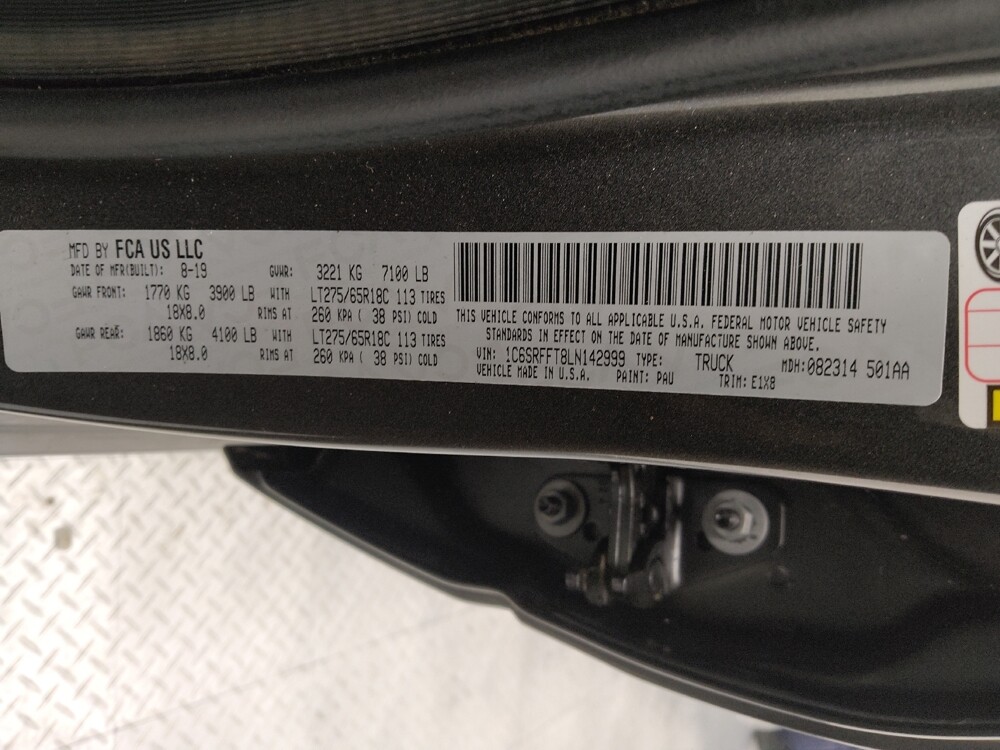 MFD BY FCA US LLC
DATE OF MFR(BUILT): 8-19 GVWR: 3221 KG 7100 LB
GAWR FRONT: 1770 KG 3900 LB WITH LT275/65R18C 113 TIRES
18X8.0 RIMS AT 260 KPA ( 38 PSI) COLD
GAWR REAR: 1860 KG 4100 LB WITH LT275/65R18C 113 TIRES
18X8.0 RIMS AT 260 KPA ( 38 PSI) COLD
THIS VEHICLE CONFORMS TO ALL APPLICABLE U.S.A. FEDERAL MOTOR VEHICLE SAFETY
STANDARDS IN EFFECT ON THE DATE OF MANUFACTURE SHOWN ABOVE.
VIN: 1C6SRFFT8LN142999 TYPE: TRUCK MDH:082314 501AA
VEHICLE MADE IN U.S.A. PAINT: PAU TRIM: E1X8